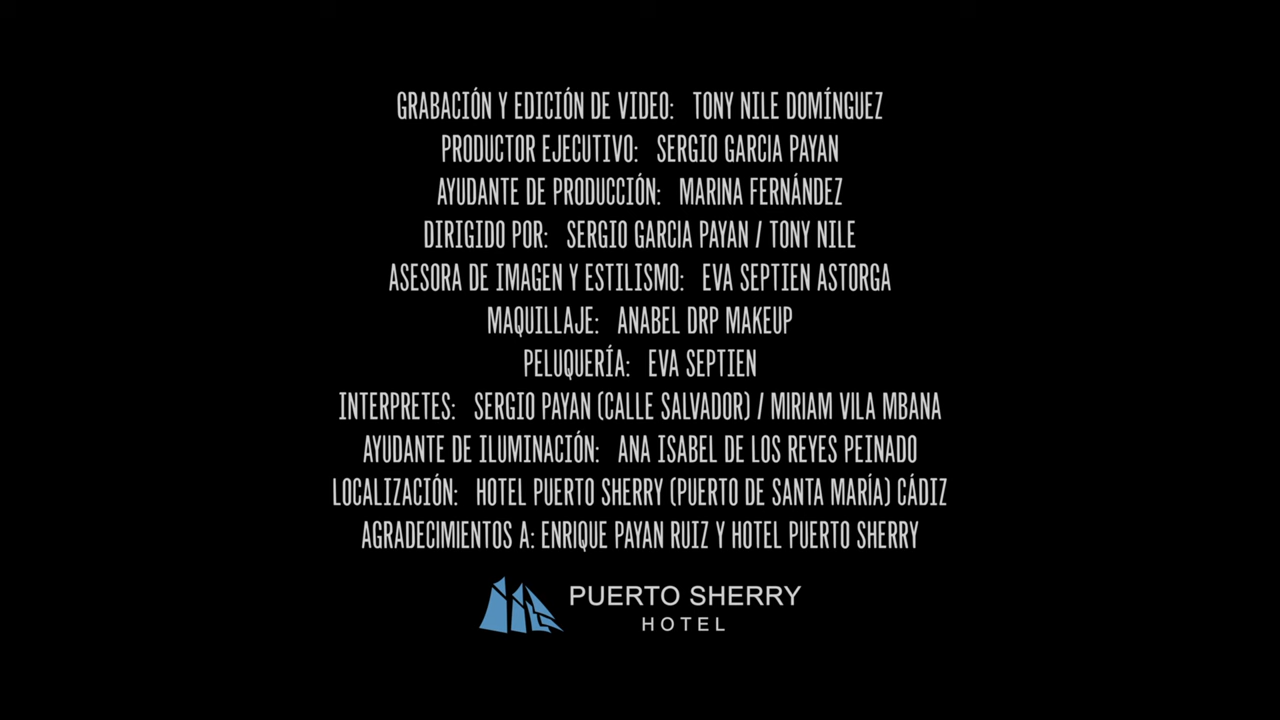 GRABACIÓN Y EDICIÓN DE VIDEO: TONY NILE DOMÍNGUEZ
PRODUCTOR EJECUTIVO: SERGIO GARCIA PAYAN
AYUDANTE DE PRODUCCIÓN: MARINA FERNÁNDEZ
DIRIGIDO POR: SERGIO GARCIA PAYAN / TONY NILE
ASESORA DE IMAGEN Y ESTILISMO: EVA SEPTIEN ASTORGA
MAQUILLAJE: ANABEL DRP MAKEUP
PELUQUERÍA: EVA SEPTIEN
INTERPRETES: SERGIO PAYAN (CALLE SALVADOR) / MIRIAM VILA MBANA
AYUDANTE DE ILUMINACIÓN: ANA ISABEL DE LOS REYES PEINADO
LOCALIZACIÓN: HOTEL PUERTO SHERRY (PUERTO DE SANTA MARÍA) CÁDIZ
AGRADECIMIENTOS A: ENRIQUE PAYAN RUIZ Y HOTEL PUERTO SHERRY
PUERTO SHERRY
HOTEL